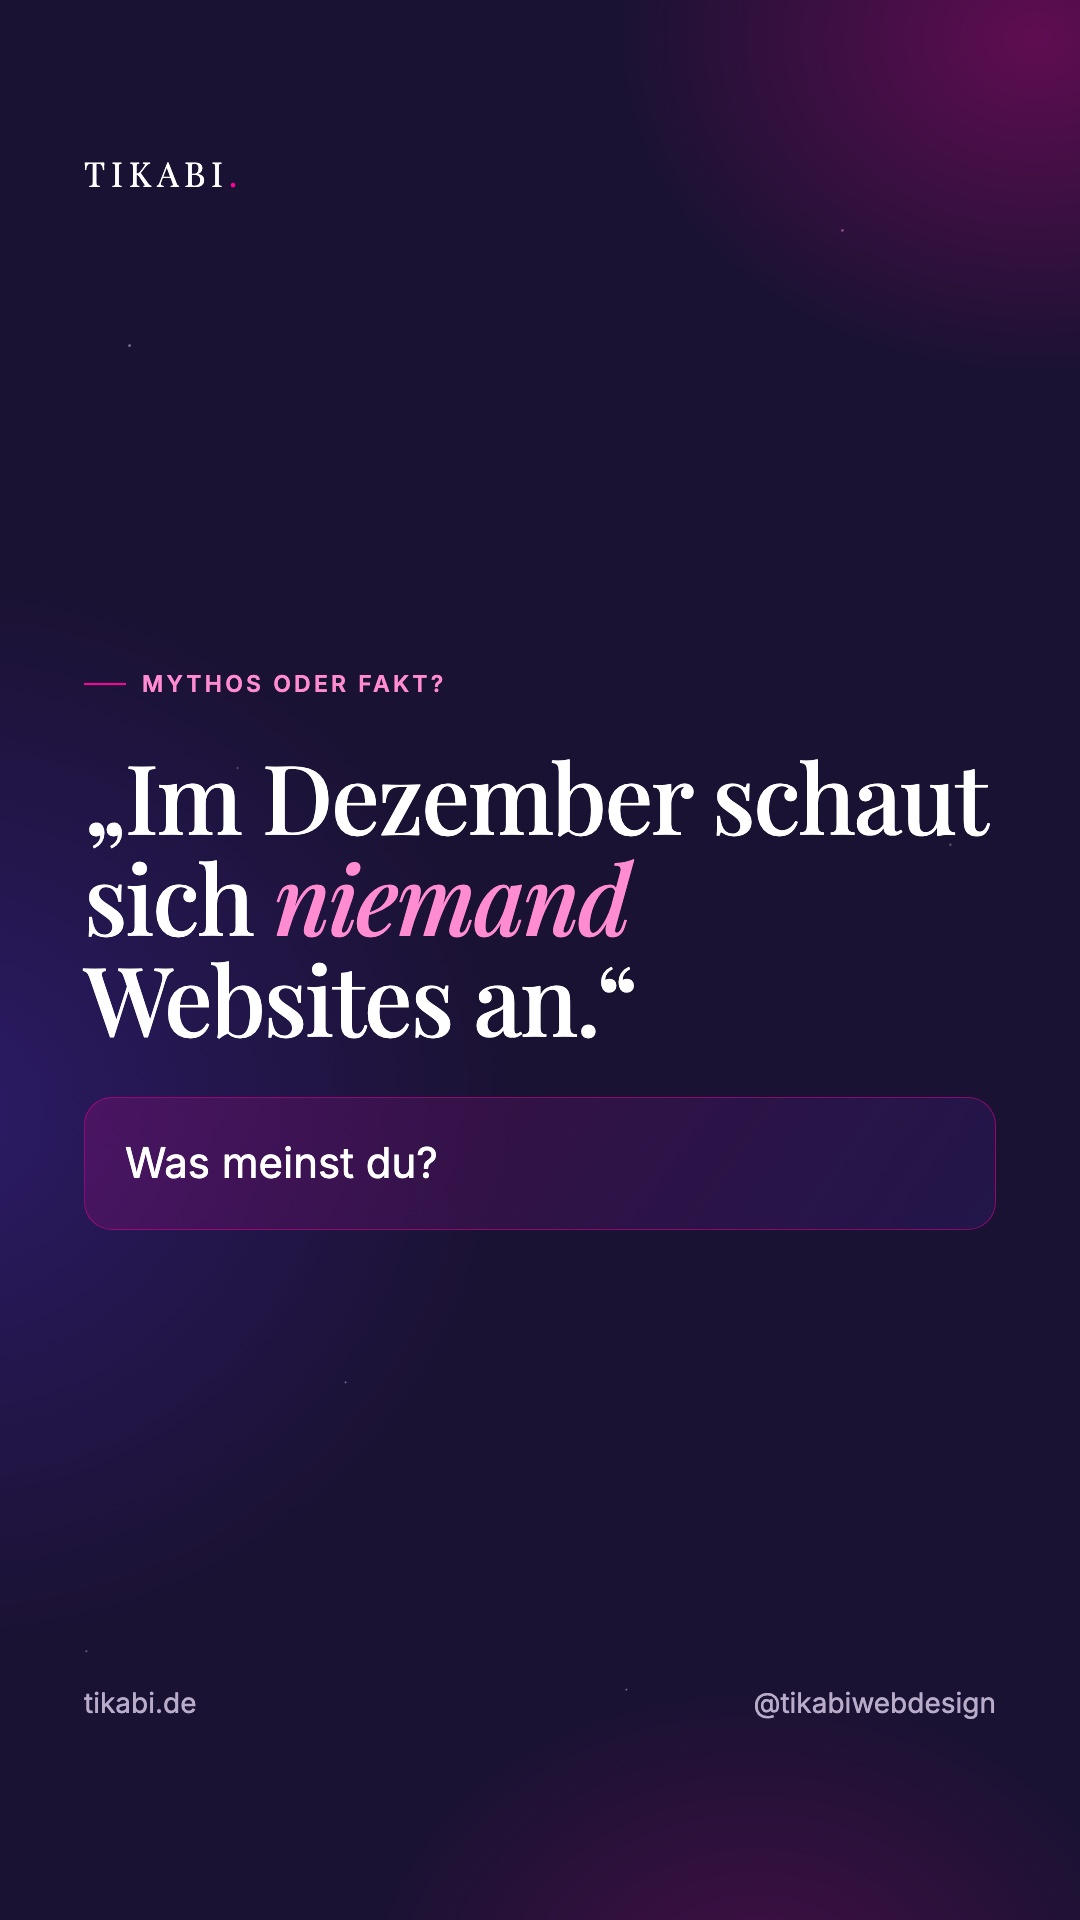 TIKABI.
MYTHOS ODER FAKT?
„Im Dezember schaut
sich niemand
Websites an.“
Was meinst du?
tikabi.de
@tikabiwebdesign